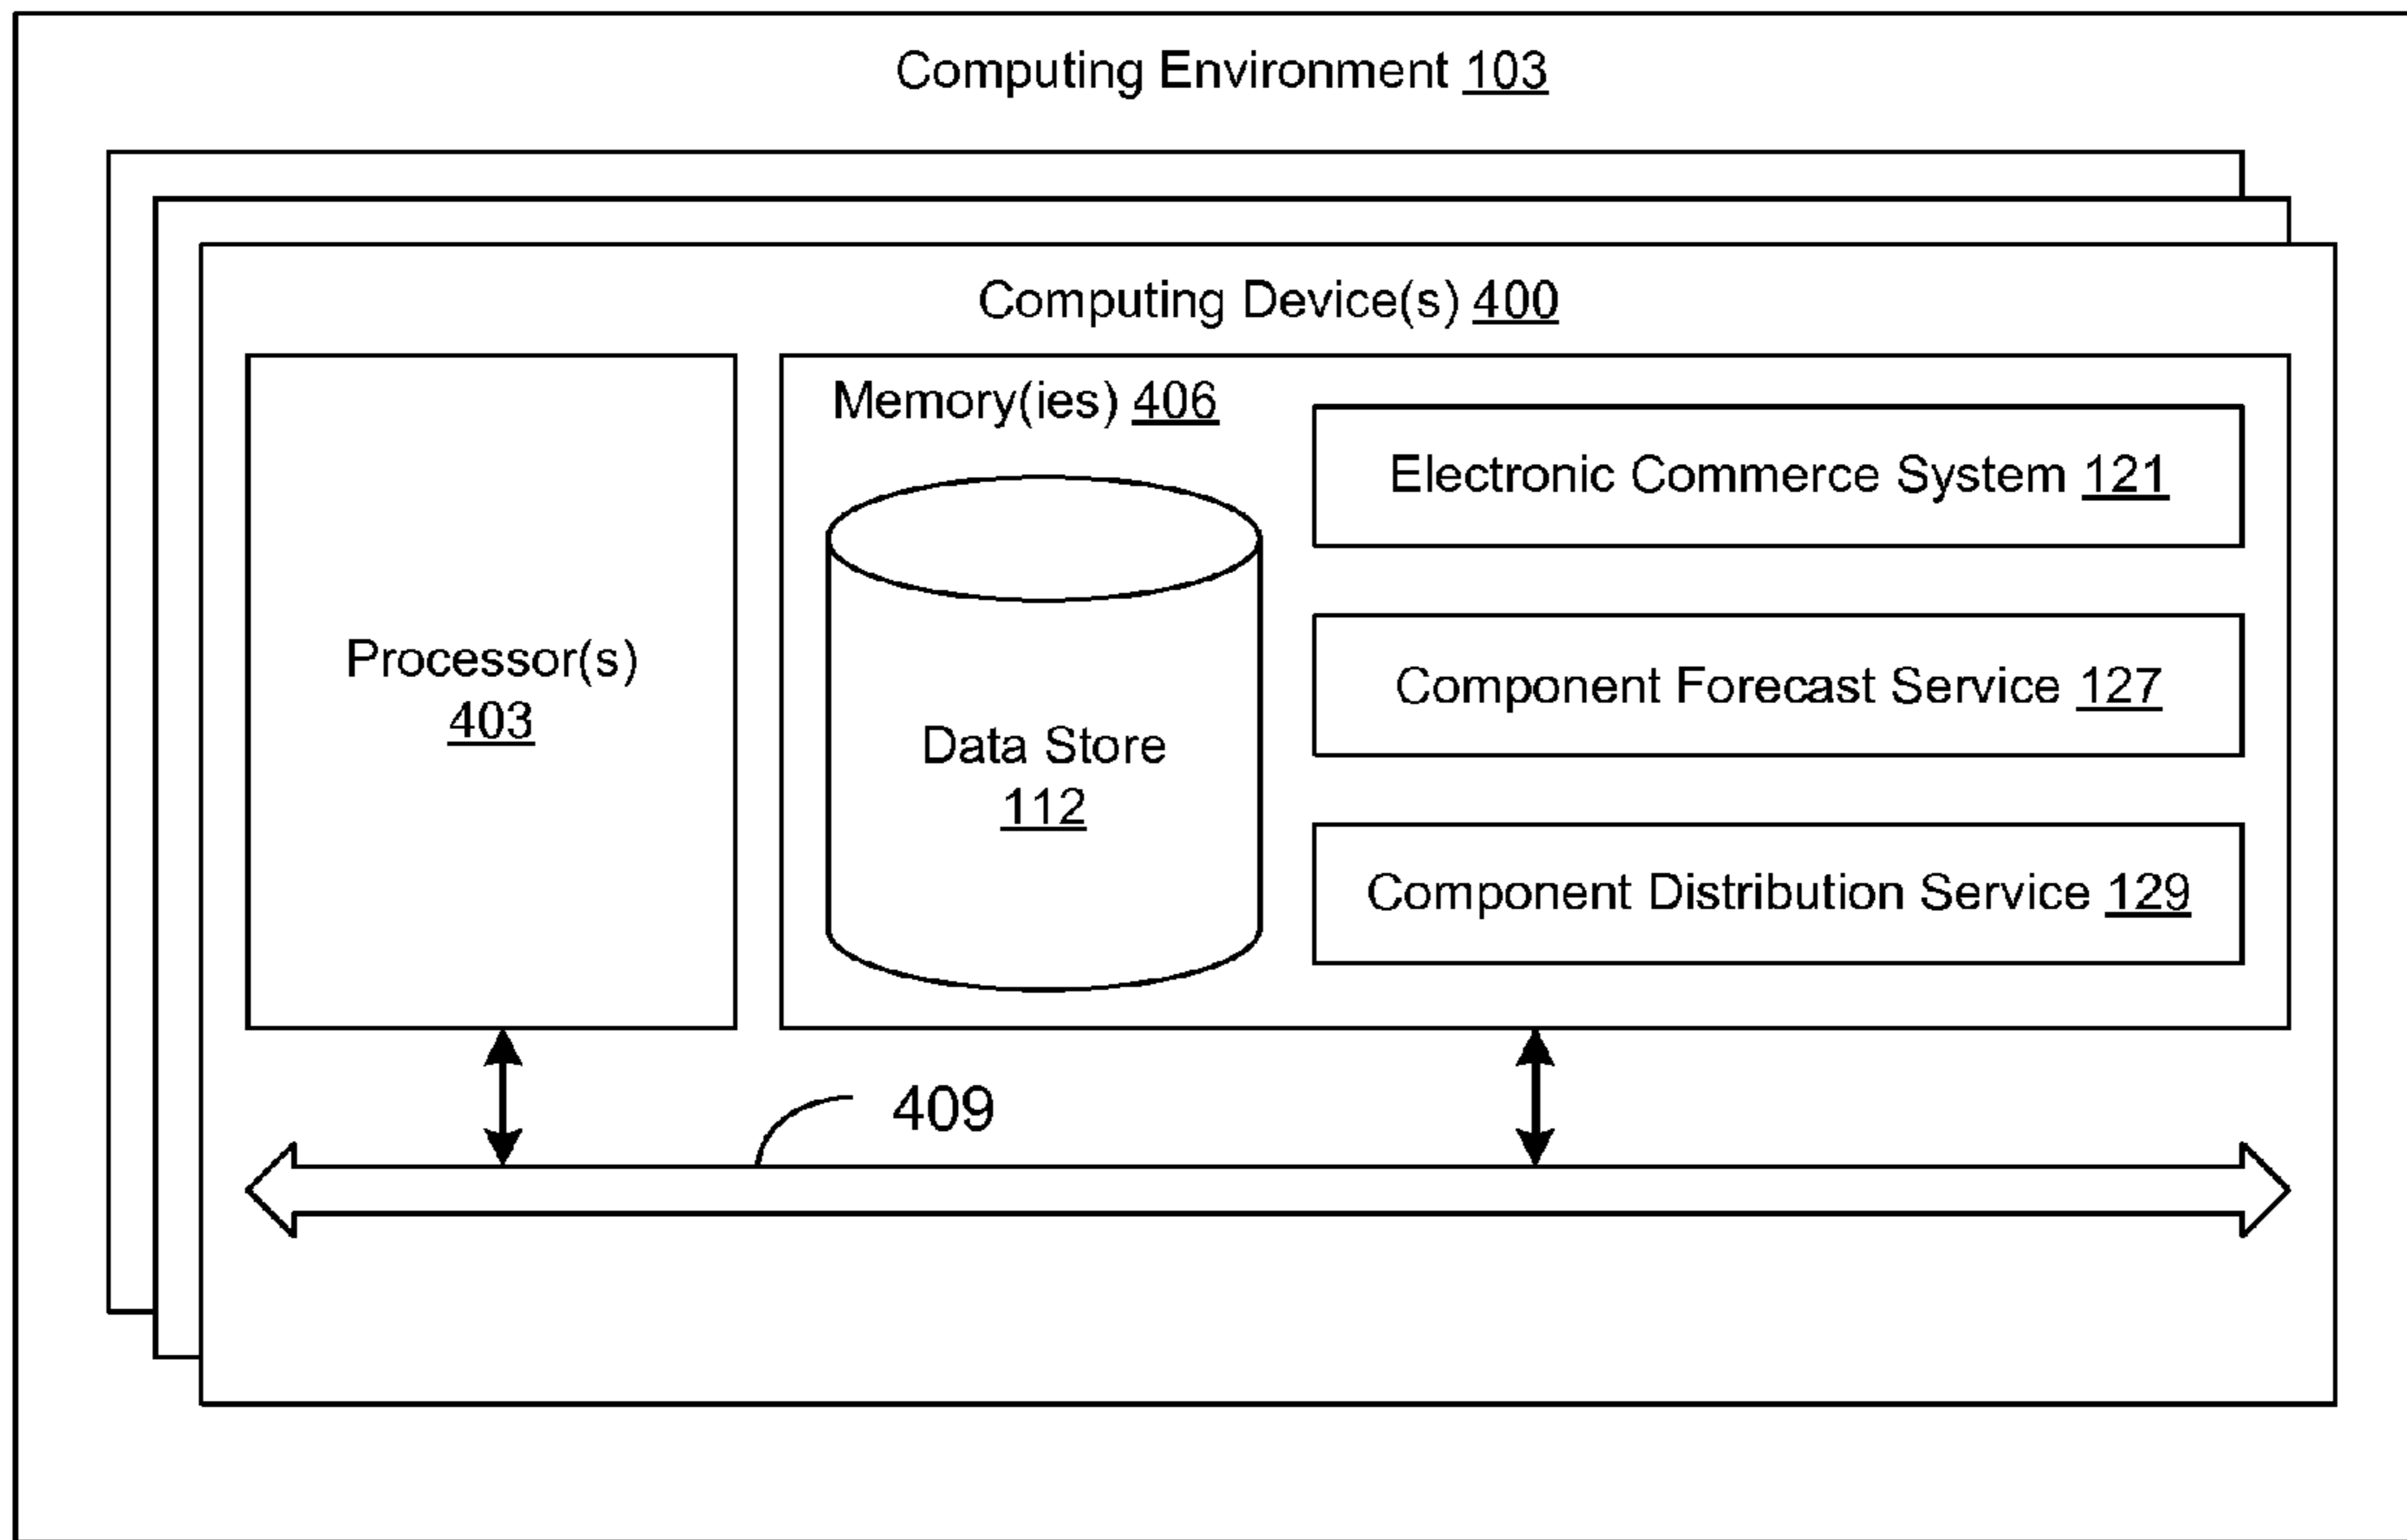 Computing Environment 103
Computing Device(s) 400
Processor(s)
403
Memory(ies) 406
Data Store
112
Electronic Commerce System 121
Component Forecast Service 127
Component Distribution Service 129
409